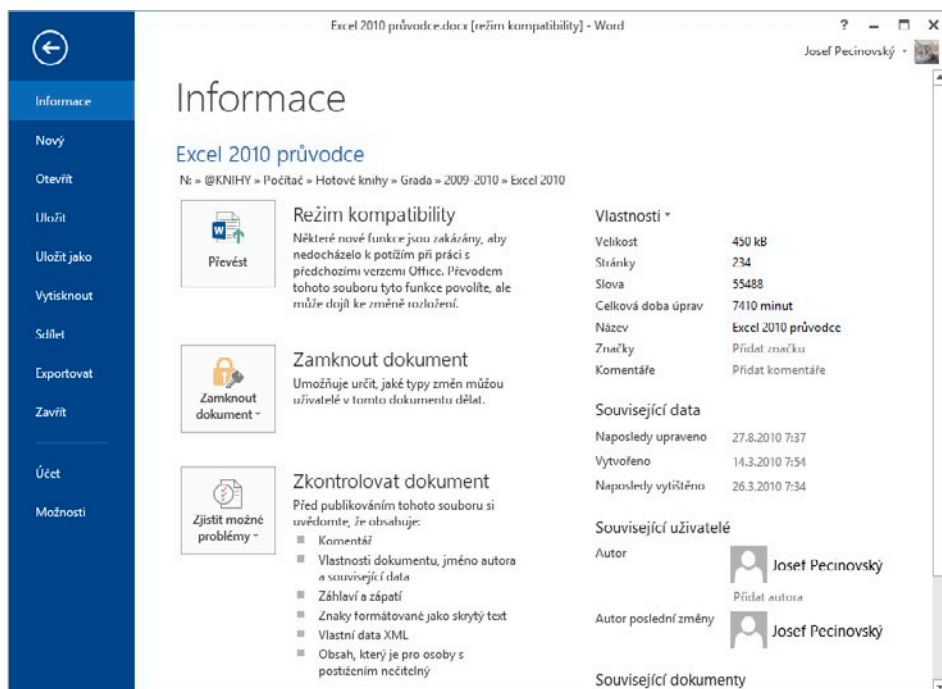 Excel 2010 průvodce.docx [režim kompatibility] - Word
?
Josef Pecinovský
Informace
Nový
Otevřít
Uložit
Uložit jako
Vytisknout
Sdílet
Exportovat
Zavřít
Účet
Možnosti
Informace
Excel 2010 průvodce
N: » @KNIHY » Počítač » Hotové knihy » Grada » 2009-2010 » Excel 2010
Převést
Režim kompatibility
Některé nové funkce jsou zakázány, aby
nedocházelo k potížím při práci s
předchozími verzemi Office. Převodem
tohoto souboru tyto funkce povolíte, ale
může dojít ke změně rozložení.
Zamknout
dokument
Zamknout dokument
Umožňuje určit, jaké typy změn můžou
uživatelé v tomto dokumentu dělat.
Zjistit možné
problémy
Zkontrolovat dokument
Před publikováním tohoto souboru si
uvědomte, že obsahuje:
Komentář
Vlastnosti dokumentu, jméno autora
a související data
Záhlaví a zápatí
Znaky formátované jako skrytý text
Vlastní data XML
Obsah, který je pro osoby s
postižením nečitelný
Vlastnosti
Velikost 450 kB
Stránky 234
Slova 55488
Celková doba úprav 7410 minut
Název Excel 2010 průvodce
Značky Přidat značku
Komentáře Přidat komentáře
Související data
Naposledy upraveno 27.8.2010 7:37
Vytvořeno 14.3.2010 7:54
Naposledy vytištěno 26.3.2010 7:34
Související uživatelé
Autor Josef Pecinovský
Přidat autora
Autor poslední změny Josef Pecinovský
Související dokumenty